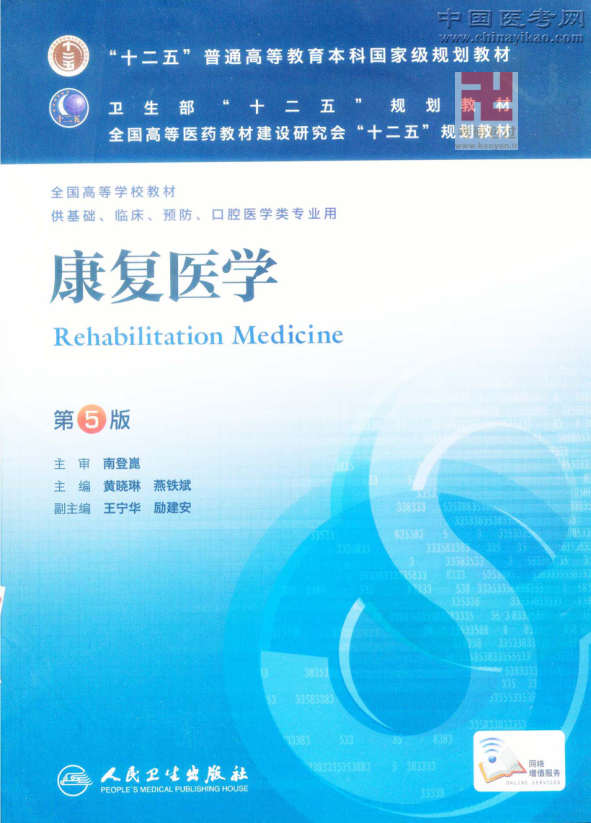 中国医考网
www.chinayikao.com
“十二五”普通高等教育本科国家级规划教材
卫生部“十二五”规划教材
全国高等医药教材建设研究会“十二五”规划教材
www.kaoyan.in
十二五
全国高等学校教材
供基础、临床、预防、口腔医学类专业用
康复医学
Rehabilitation Medicine
第5版
主 审 南登崑
主 编 黄晓琳 燕铁斌
副主编 王宁华 励建安
网络
增值服务
ONLINE SERVICES
人民卫生出版社
PEOPLE'S MEDICAL PUBLISHING HOUSE